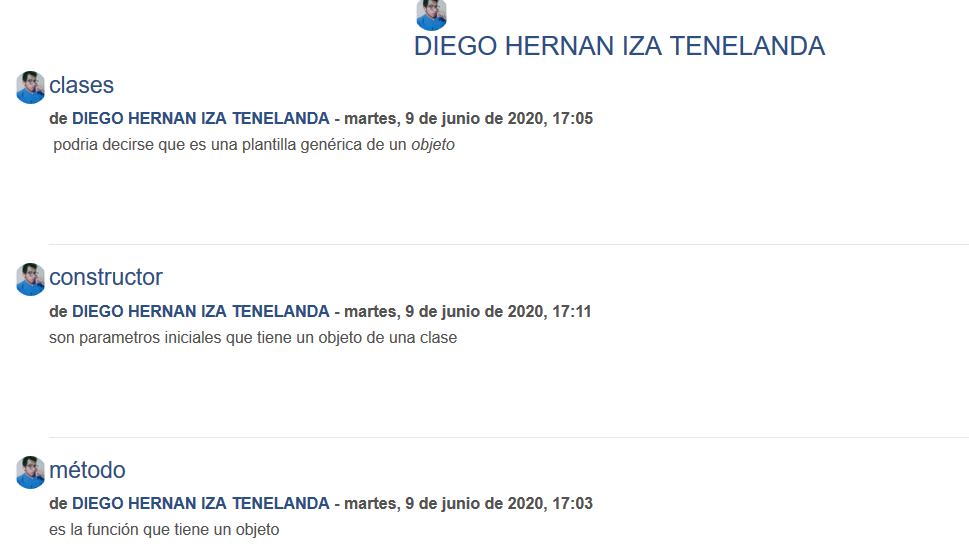 DIEGO HERNAN IZA TENELANDA
clases
de DIEGO HERNAN IZA TENELANDA - martes, 9 de junio de 2020, 17:05
podria decirse que es una plantilla genérica de un objeto
constructor
de DIEGO HERNAN IZA TENELANDA - martes, 9 de junio de 2020, 17:11
son parametros iniciales que tiene un objeto de una clase
método
de DIEGO HERNAN IZA TENELANDA - martes, 9 de junio de 2020, 17:03
es la función que tiene un objeto